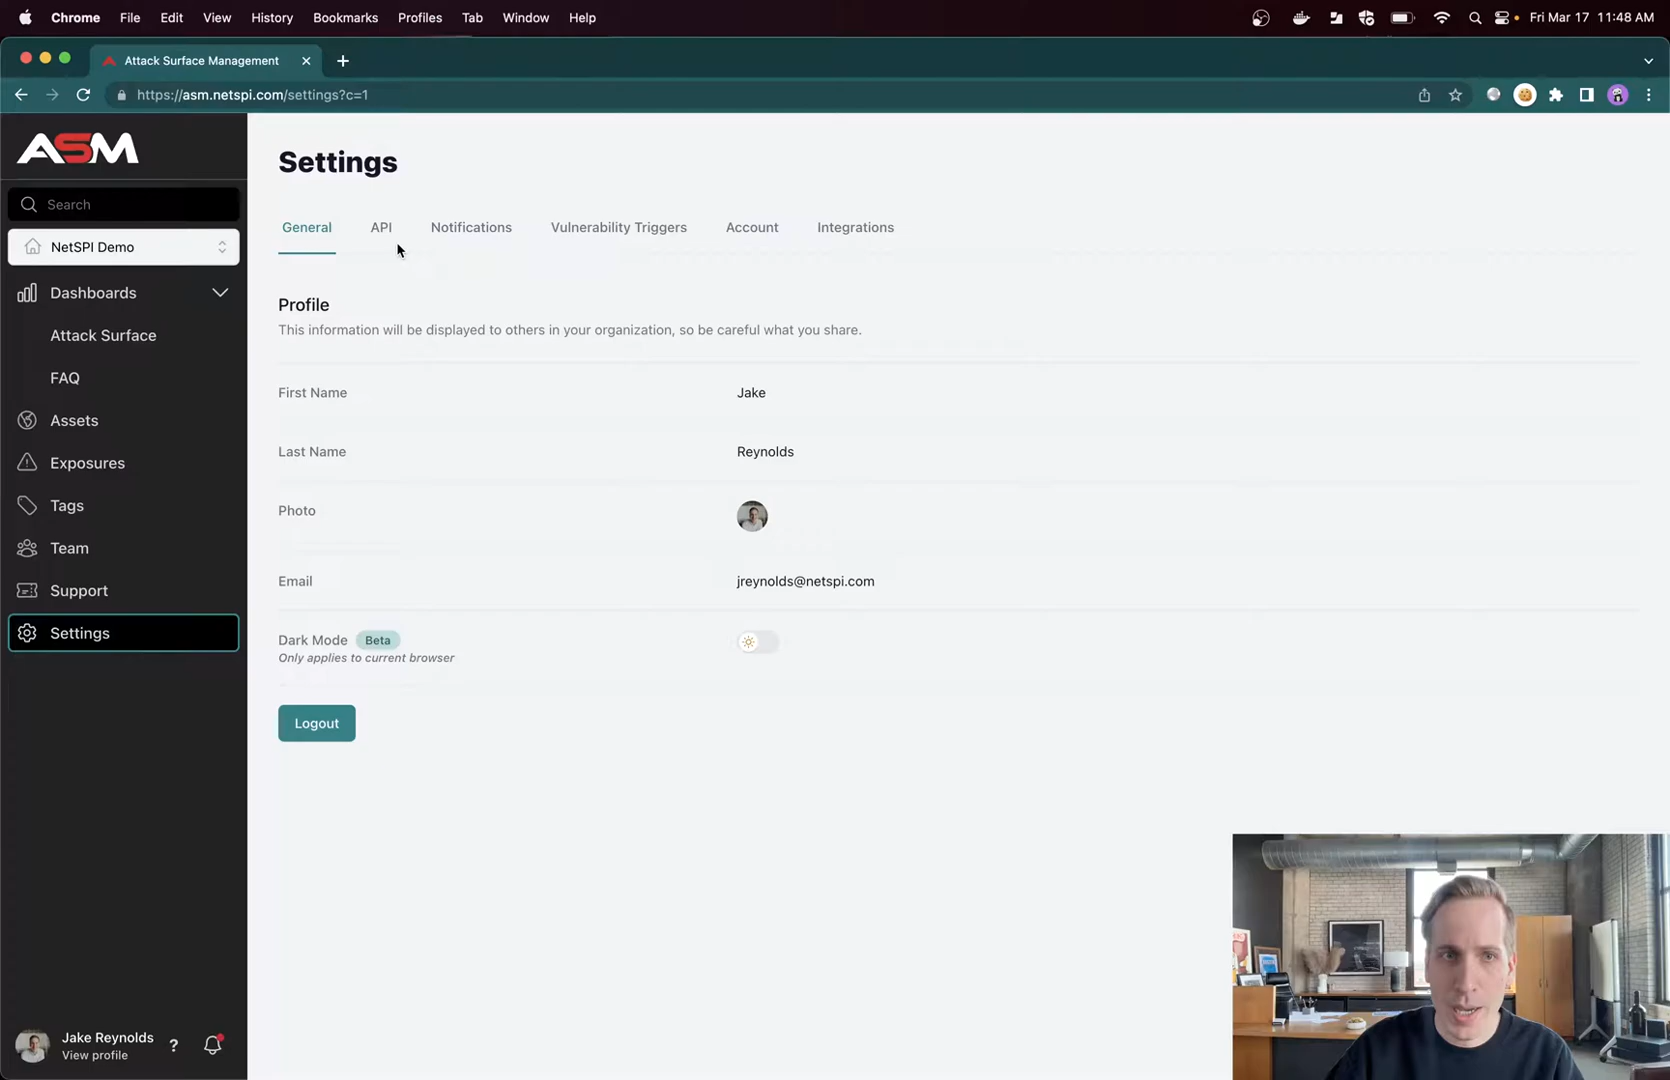 Chrome File Edit View History Bookmarks Profiles Tab Window Help Fri Mar 17 11:48 AM
Attack Surface Management
https://asm.netspi.com/settings?c=1
ASM
Search
NetSPI Demo
Dashboards
Attack Surface
FAQ
Assets
Exposures
Tags
Team
Support
Settings
Jake Reynolds
View profile
?
Settings
General API Notifications Vulnerability Triggers Account Integrations
Profile
This information will be displayed to others in your organization, so be careful what you share.
First Name Jake
Last Name Reynolds
Photo
Email jreynolds@netspi.com
Dark Mode Beta
Only applies to current browser
Logout